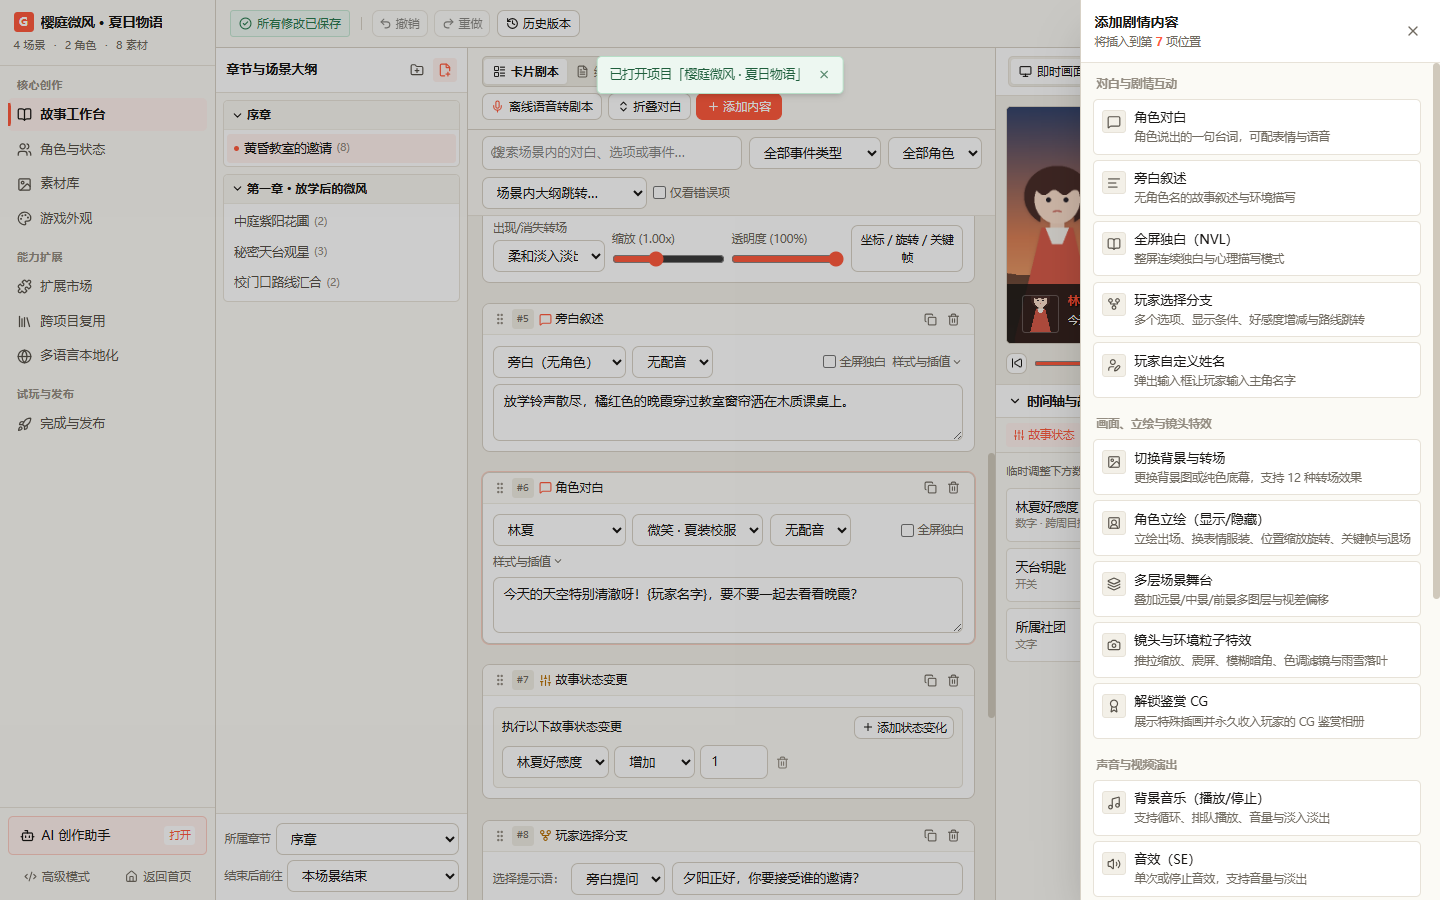 G 樱庭微风 • 夏日物语
4 场景 · 2 角色 · 8 素材
核心创作
故事工作台
角色与状态
素材库
游戏外观
能力扩展
扩展市场
跨项目复用
多语言本地化
试玩与发布
完成与发布
AI 创作助手 打开
高级模式 返回首页
所有修改已保存 撤销 重做 历史版本
章节与场景大纲
序章
黄昏教室的邀请 (8)
第一章 • 放学后的微风
中庭紫阳花圃 (2)
秘密天台观星 (3)
校门口路线汇合 (2)
所属章节 序章
结束后前往 本场景结束
卡片剧本
已打开项目「樱庭微风 · 夏日物语」
离线语音转剧本 折叠对白 添加内容
搜索场景内的对白、选项或事件... 全部事件类型 全部角色
场景内大纲跳转... 仅看错误项
出现/消失转场 缩放 (1.00x) 透明度 (100%)
柔和淡入淡出 坐标 / 旋转 / 关键帧
#5 旁白叙述
旁白（无角色） 无配音 全屏独白 样式与插值
放学铃声散尽，橘红色的晚霞穿过教室窗帘洒在木质课桌上。
#6 角色对白
林夏 微笑 · 夏装校服 无配音 全屏独白
样式与插值
今天的天空特别清澈呀！{玩家名字}，要不要一起去看看晚霞？
#7 故事状态变更
执行以下故事状态变更 添加状态变化
林夏好感度 增加 1
#8 玩家选择分支
选择提示语： 旁白提问 夕阳正好，你要接受谁的邀请？
即时画面
林
今
时间轴与
故事状态
临时调整下方数
林夏好感度
数字 · 跨周目
天台钥匙
开关
所属社团
文字
添加剧情内容
将插入到第 7 项位置
对白与剧情互动
角色对白
角色说出的一句台词，可配表情与语音
旁白叙述
无角色名的故事叙述与环境描写
全屏独白（NVL）
整屏连续独白与心理描写模式
玩家选择分支
多个选项、显示条件、好感度增减与路线跳转
玩家自定义姓名
弹出输入框让玩家输入主角名字
画面、立绘与镜头特效
切换背景与转场
更换背景图或纯色底幕，支持 12 种转场效果
角色立绘（显示/隐藏）
立绘出场、换表情服装、位置缩放旋转、关键帧与退场
多层场景舞台
叠加远景/中景/前景多图层与视差偏移
镜头与环境粒子特效
推拉缩放、震屏、模糊暗角、色调滤镜与雨雪落叶
解锁鉴赏 CG
展示特殊插画并永久收入玩家的 CG 鉴赏相册
声音与视频演出
背景音乐（播放/停止）
支持循环、排队播放、音量与淡入淡出
音效（SE）
单次或停止音效，支持音量与淡出